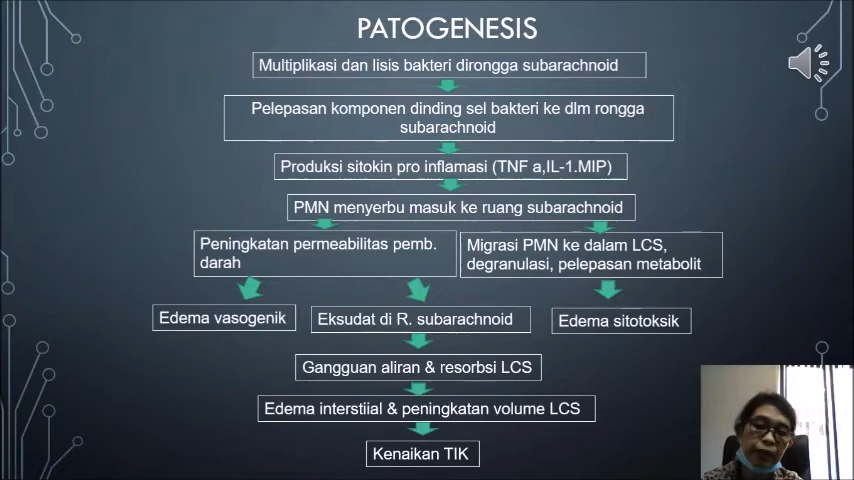 PATOGENESIS
Multiplikasi dan lisis bakteri dirongga subarachnoid
Pelepasan komponen dinding sel bakteri ke dlm rongga
subarachnoid
Produksi sitokin pro inflamasi (TNF a,IL-1.MIP)
PMN menyerbu masuk ke ruang subarachnoid
Peningkatan permeabilitas pemb.
darah
Migrasi PMN ke dalam LCS,
degranulasi, pelepasan metabolit
Edema vasogenik
Eksudat di R. subarachnoid
Edema sitotoksik
Gangguan aliran & resorbsi LCS
Edema interstiial & peningkatan volume LCS
Kenaikan TIK